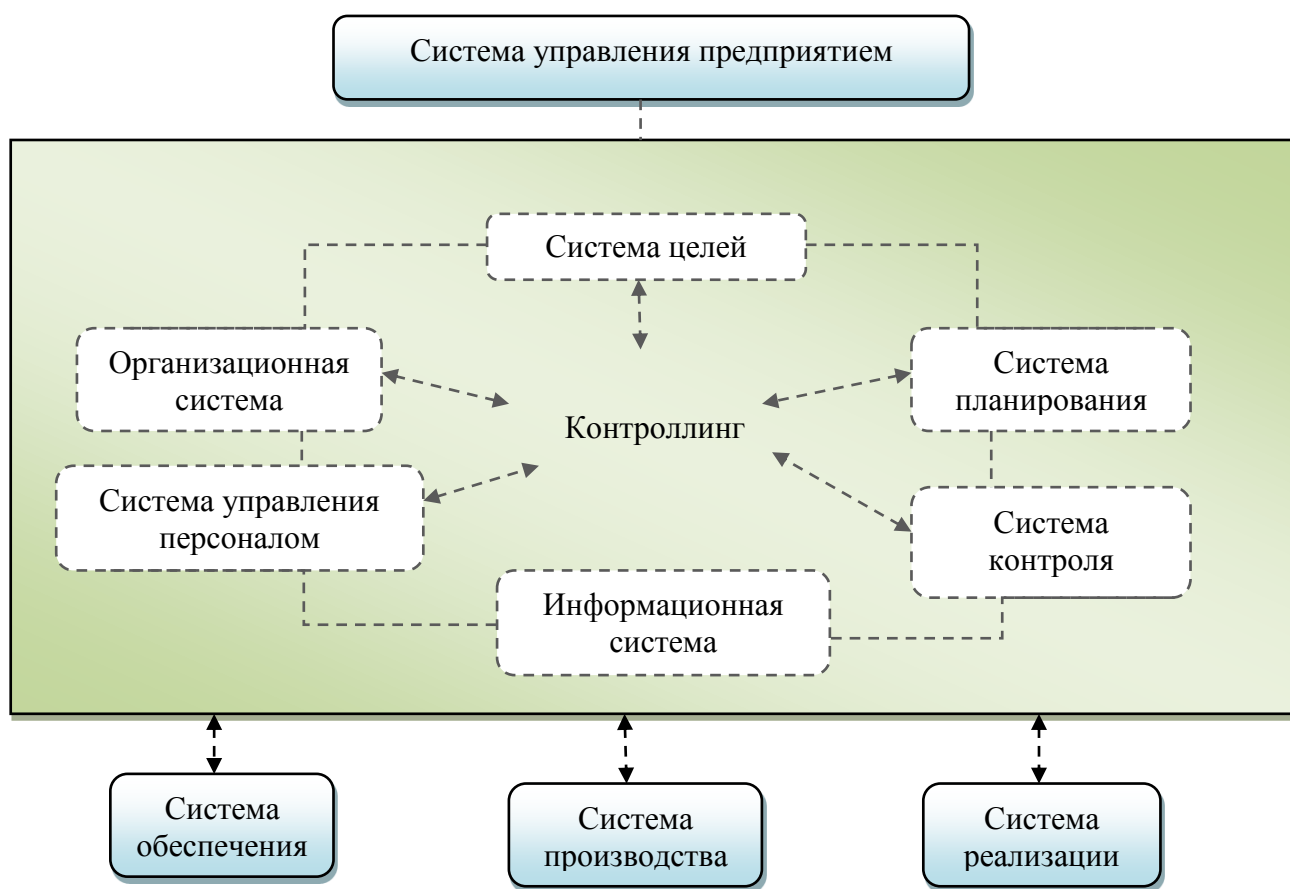 Система управления предприятием
Система целей
Организационная
система
Система
планирования
Контроллинг
Система управления
персоналом
Система
контроля
Информационная
система
Система
обеспечения
Система
производства
Система
реализации